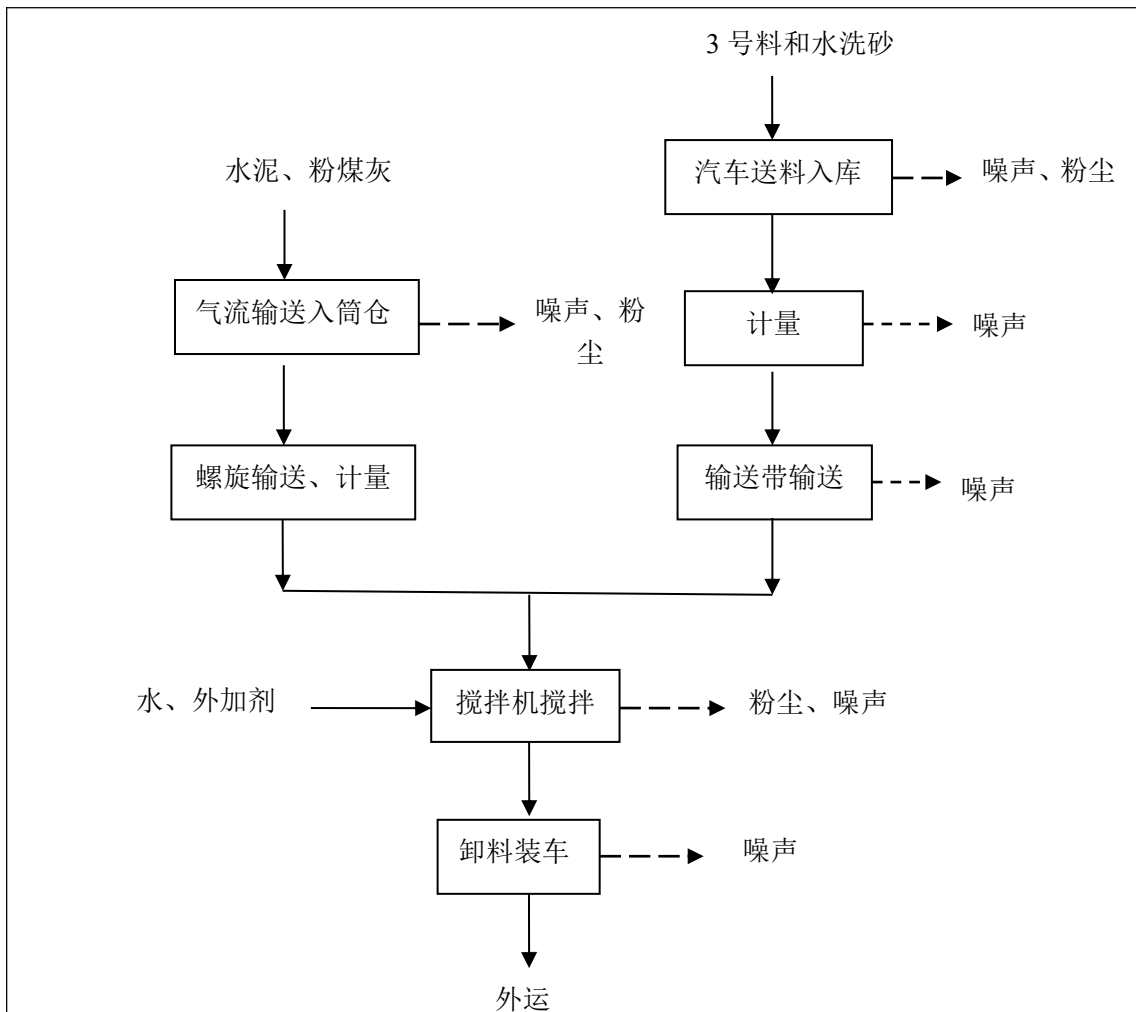 3 号料和水洗砂
汽车送料入库
噪声、粉尘
水泥、粉煤灰
气流输送入筒仓
噪声、粉
尘
计量
噪声
螺旋输送、计量
输送带输送
噪声
水、外加剂
搅拌机搅拌
粉尘、噪声
卸料装车
噪声
外运